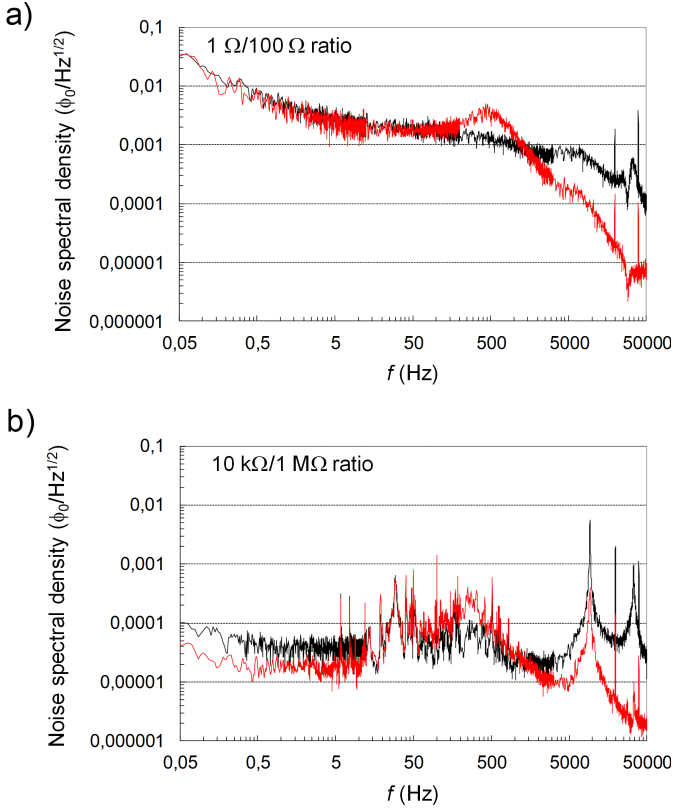 a)
1 Ω/100 Ω ratio
Noise spectral density (ϕ₀/Hz¹/²)
0,1
0,01
0,001
0,0001
0,00001
0,000001
0,05 0,5 5 50 500 5000 50000
f (Hz)
b)
10 kΩ/1 MΩ ratio
Noise spectral density (ϕ₀/Hz¹/²)
0,1
0,01
0,001
0,0001
0,00001
0,000001
0,05 0,5 5 50 500 5000 50000
f (Hz)